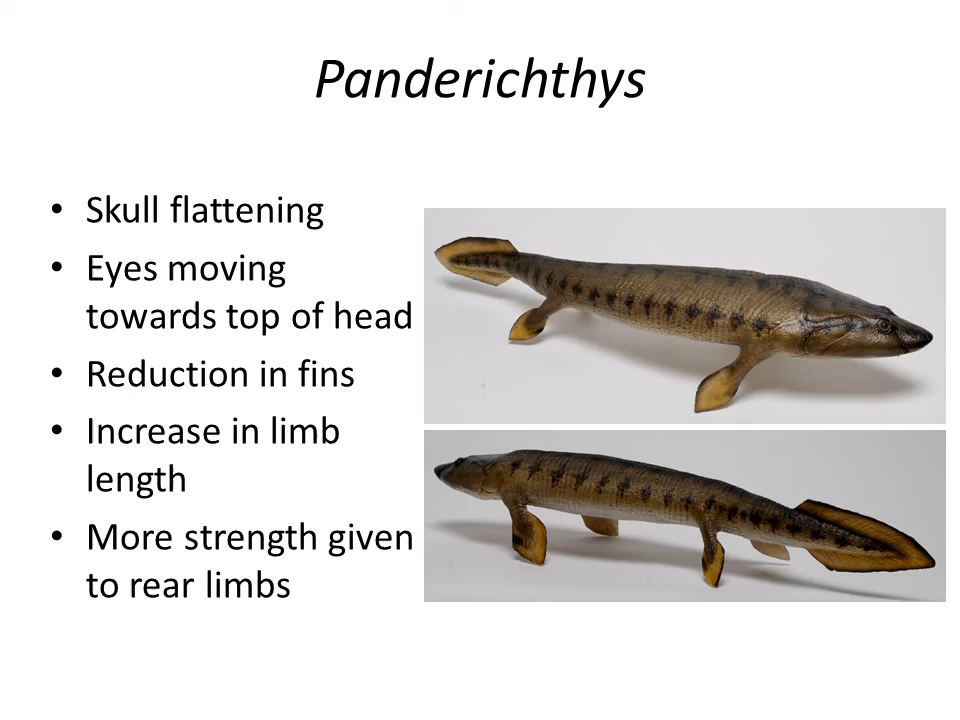 Panderichthys
• Skull flattening
• Eyes moving
towards top of head
• Reduction in fins
• Increase in limb
length
• More strength given
to rear limbs